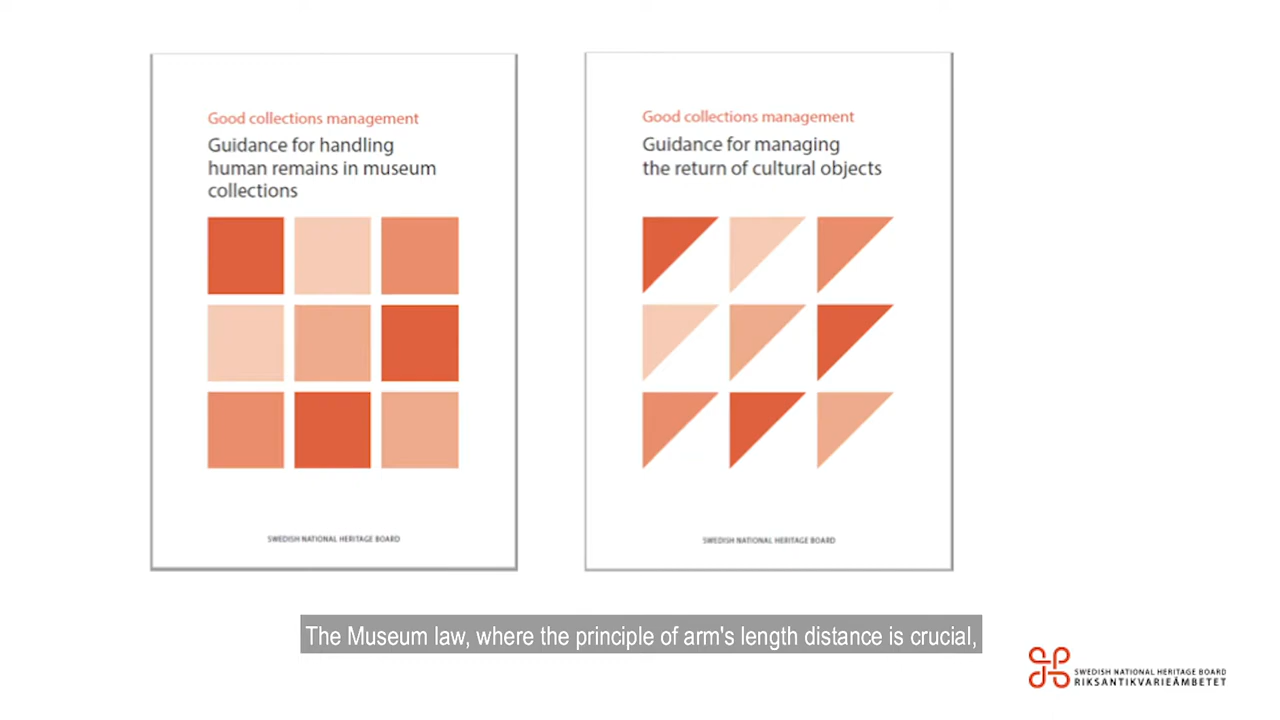 Good collections management
Guidance for handling
human remains in museum
collections
SWEDISH NATIONAL HERITAGE BOARD
Good collections management
Guidance for managing
the return of cultural objects
SWEDISH NATIONAL HERITAGE BOARD
The Museum law, where the principle of arm's length distance is crucial,
SWEDISH NATIONAL HERITAGE BOARD
RIKSANTIKVARIEÄMBETET